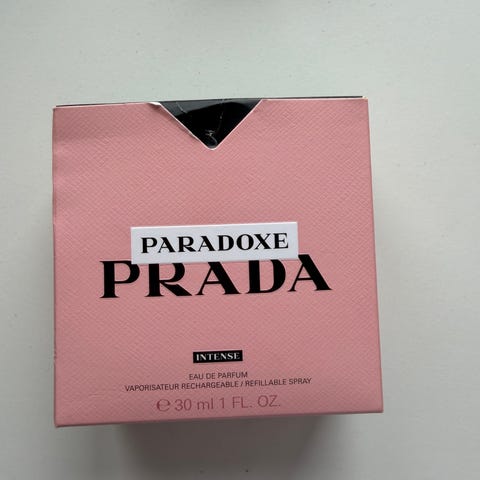 PARADOXE
PRADA
INTENSE
EAU DE PARFUM
VAPORISATEUR RECHARGEABLE / REFILLABLE SPRAY
℮ 30 ml 1 FL. OZ.